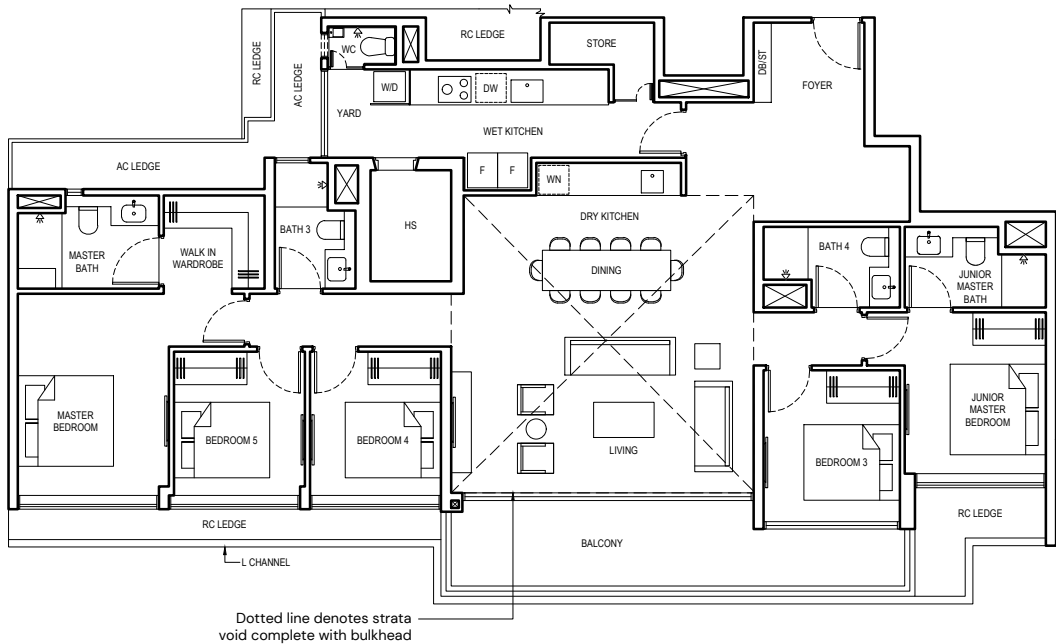 RC LEDGE
WC
RC LEDGE
STORE
DB/ST
FOYER
AC LEDGE
W/D
DW
YARD
WET KITCHEN
AC LEDGE
F
F
WN
MASTER
BATH
WALK IN
WARDROBE
BATH 3
HS
DRY KITCHEN
DINING
BATH 4
JUNIOR
MASTER
BATH
MASTER
BEDROOM
BEDROOM 5
BEDROOM 4
LIVING
BEDROOM 3
JUNIOR
MASTER
BEDROOM
RC LEDGE
BALCONY
RC LEDGE
L CHANNEL
Dotted line denotes strata
void complete with bulkhead